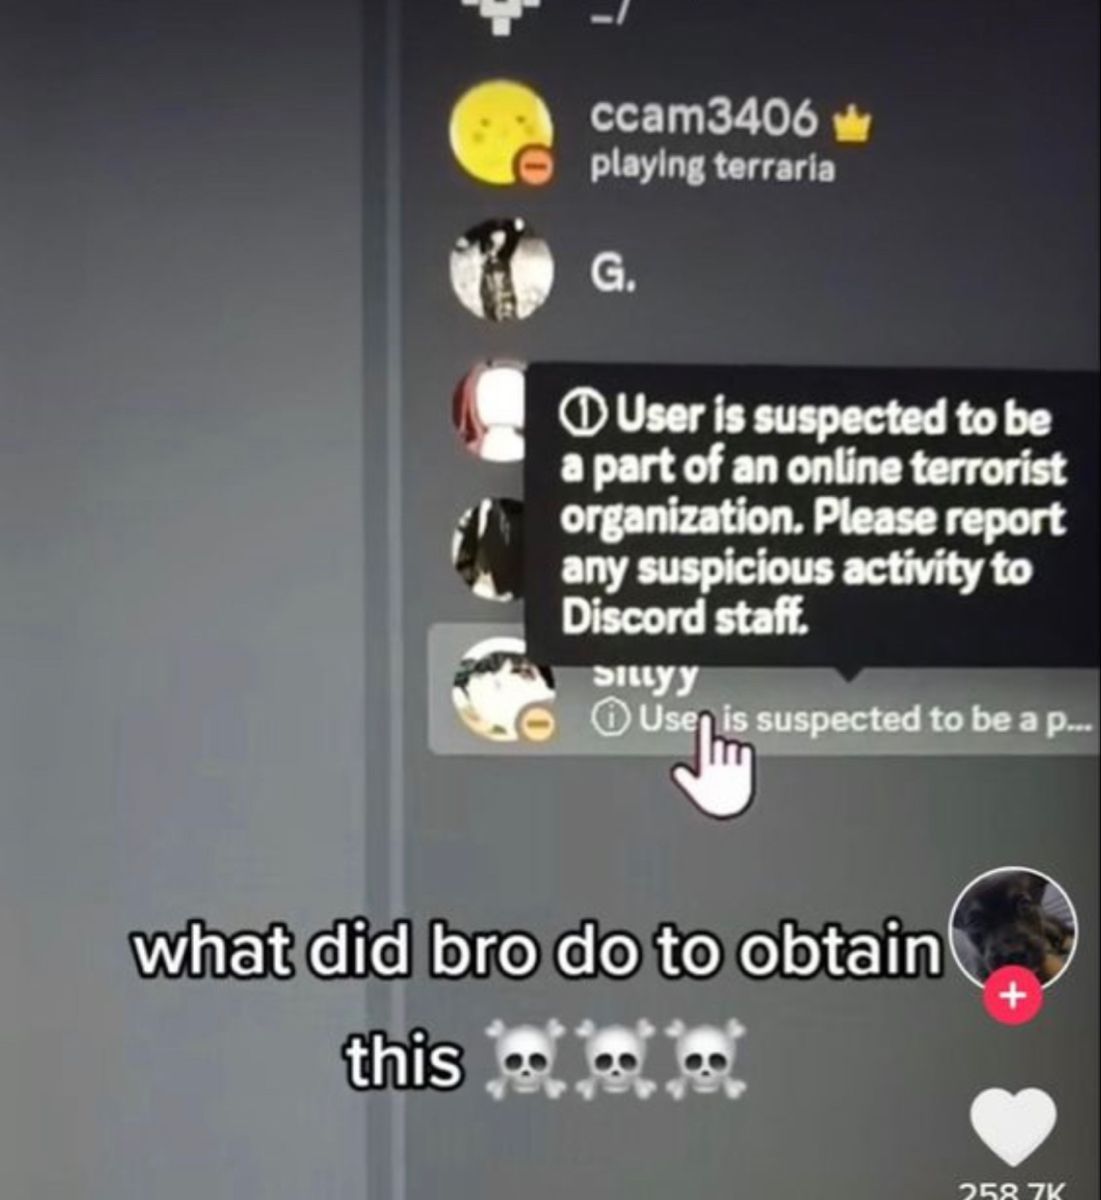 ccam3406
playing terraria
G.
ⓘ User is suspected to be
a part of an online terrorist
organization. Please report
any suspicious activity to
Discord staff.
sillyy
ⓘ User is suspected to be a p...
what did bro do to obtain
this ☠️☠️☠️
258.7K